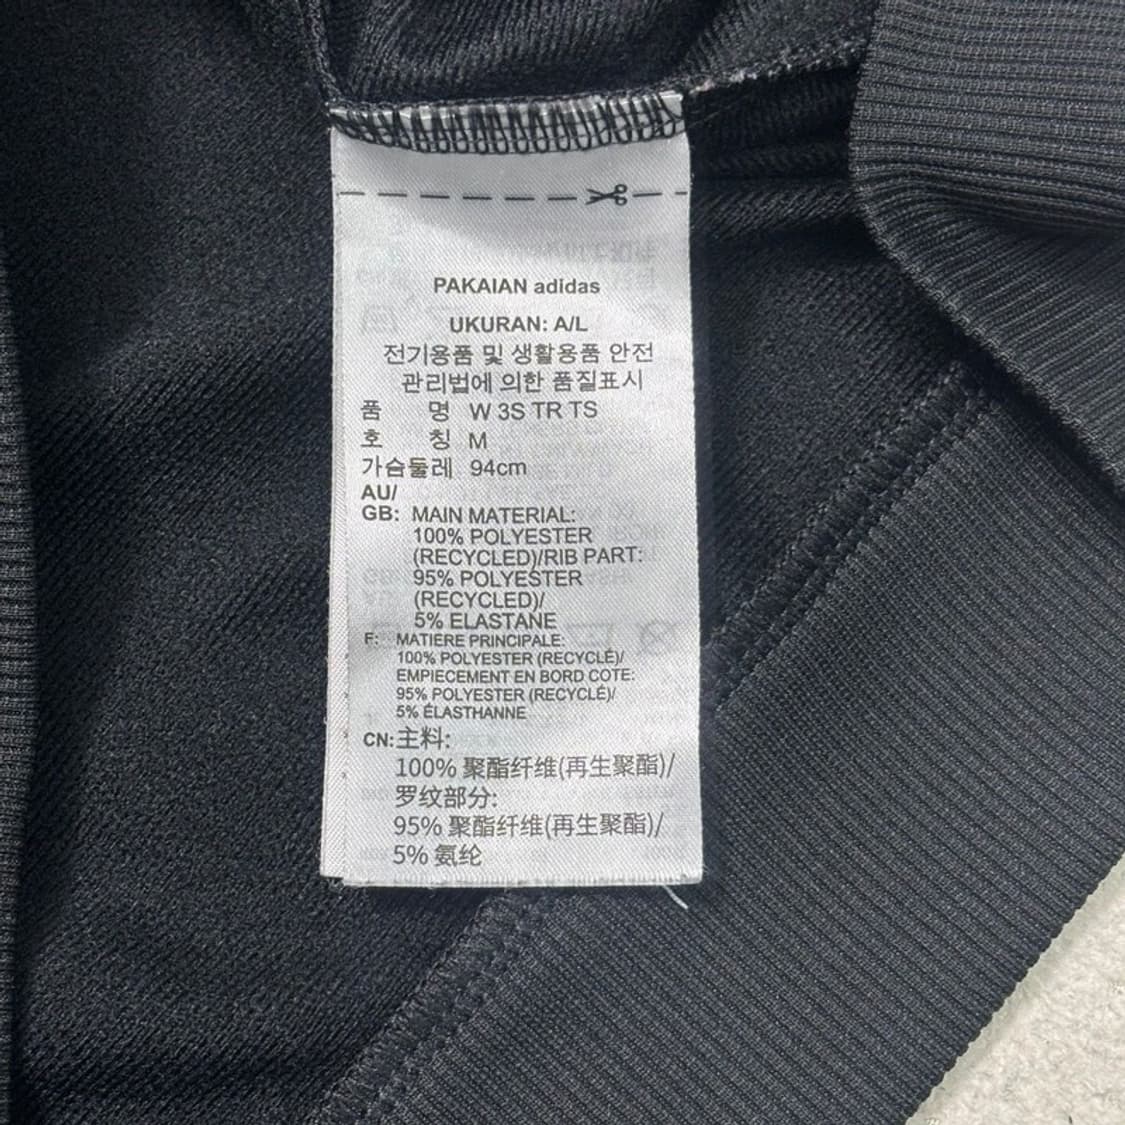 PAKAIAN adidas
UKURAN: A/L
전기용품 및 생활용품 안전
관리법에 의한 품질표시
품 명 W 3S TR TS
호 칭 M
가슴둘레 94cm
AU/
GB: MAIN MATERIAL:
100% POLYESTER
(RECYCLED)/RIB PART:
95% POLYESTER
(RECYCLED)/
5% ELASTANE
F: MATIERE PRINCIPALE:
100% POLYESTER (RECYCLÉ)/
EMPIECEMENT EN BORD COTE:
95% POLYESTER (RECYCLÉ)/
5% ÉLASTHANNE
CN: 主料:
100% 聚酯纤维(再生聚酯)/
罗纹部分:
95% 聚酯纤维(再生聚酯)/
5% 氨纶